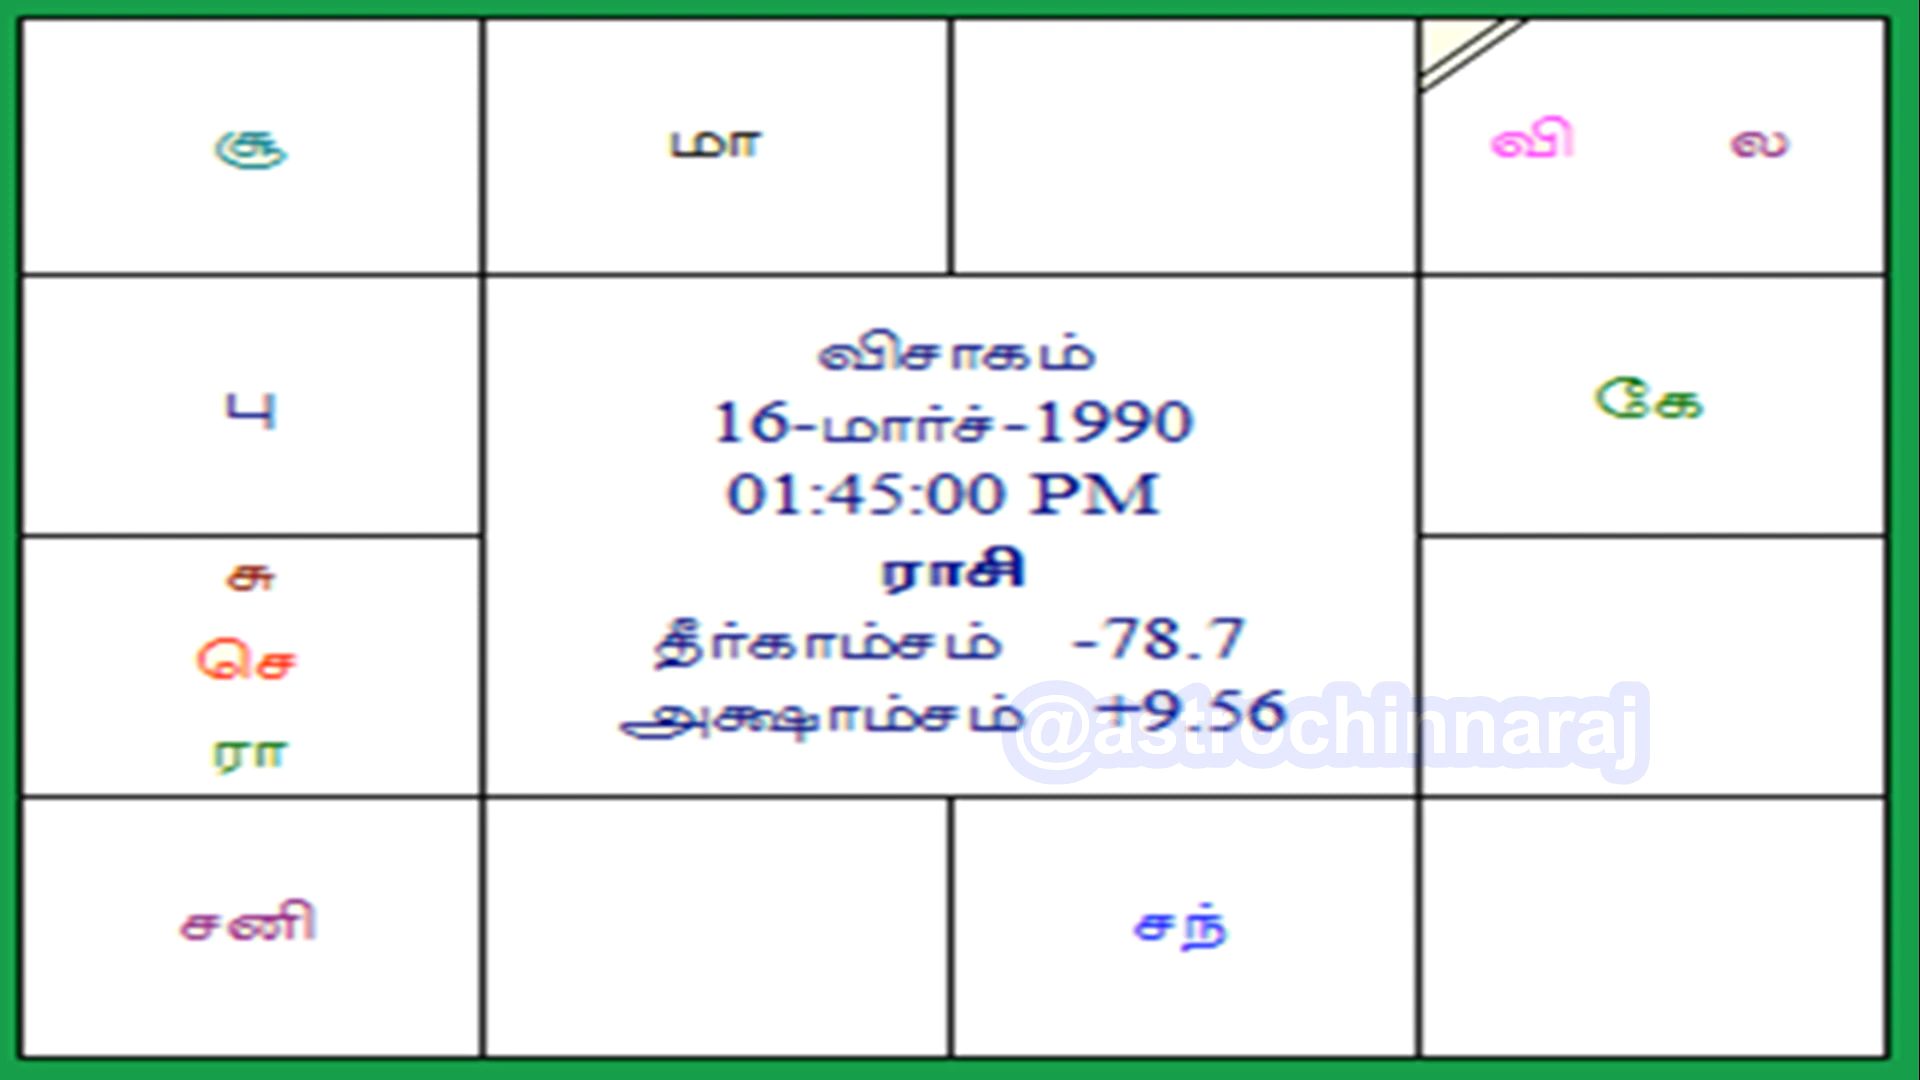 சூ
மா
வி ல
பு
விசாகம்
16-மார்ச்-1990
01:45:00 PM
ராசி
தீர்காம்சம் -78.7
அக்ஷாம்சம் +9.56
@astrochinnaraj
கே
சு
செ
ரா
சனி
சந்